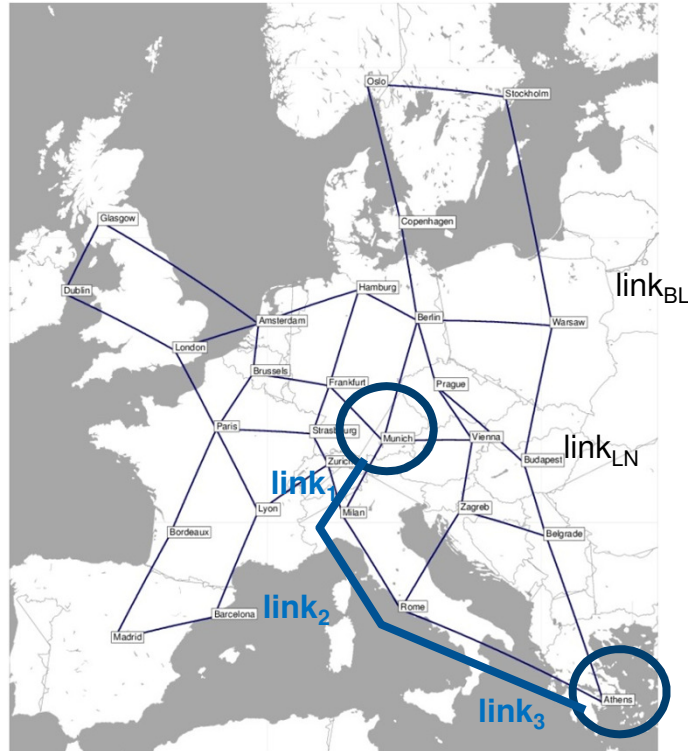 Oslo
Stockholm
Glasgow
Copenhagen
Dublin
Hamburg
link_BL
Amsterdam
Berlin
Warsaw
London
Brussels
Frankfurt
Prague
Paris
Strasbourg
Munich
Vienna
link_LN
Zurich
Budapest
link_1
Lyon
Milan
Zagreb
Bordeaux
Belgrade
link_2
Rome
Barcelona
Madrid
Athens
link_3